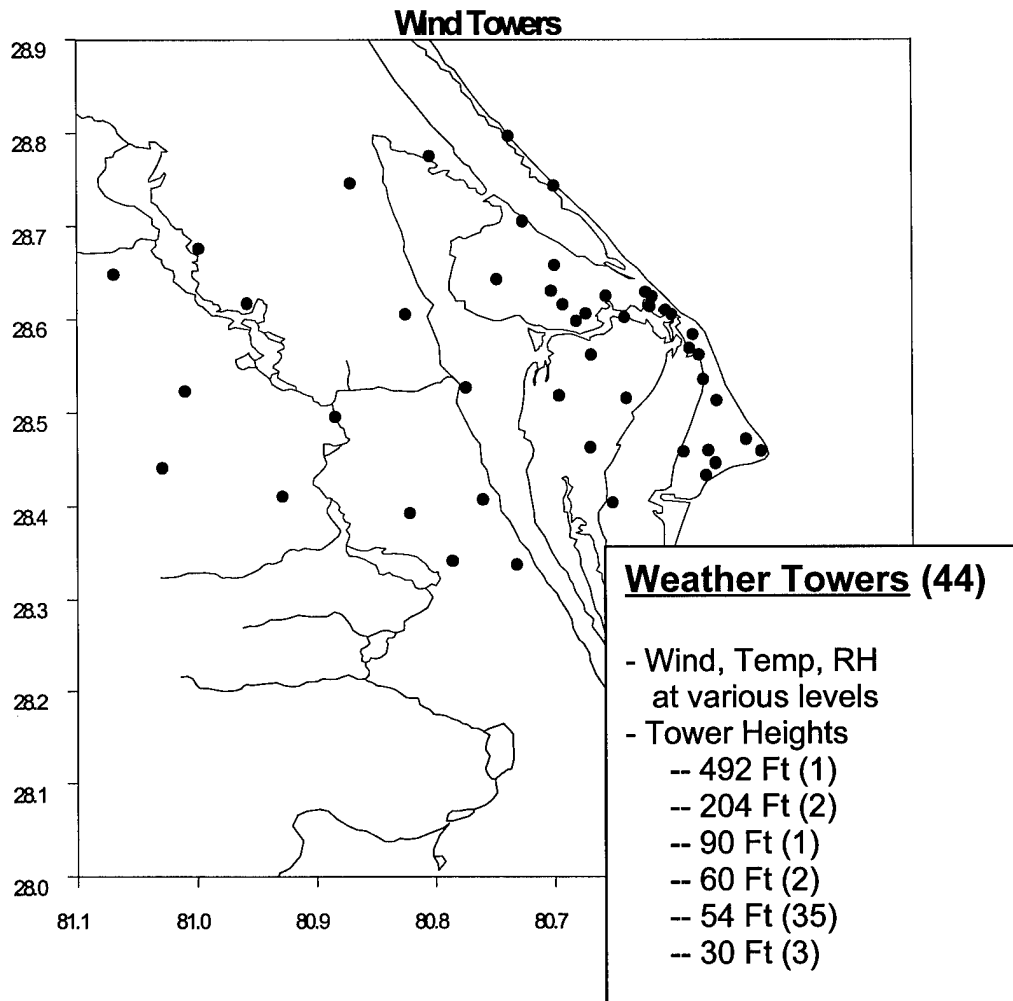 Wind Towers
28.9
28.8
28.7
28.6
28.5
28.4
28.3
28.2
28.1
28.0
81.1 81.0 80.9 80.8 80.7
Weather Towers (44)
- Wind, Temp, RH
at various levels
- Tower Heights
-- 492 Ft (1)
-- 204 Ft (2)
-- 90 Ft (1)
-- 60 Ft (2)
-- 54 Ft (35)
-- 30 Ft (3)